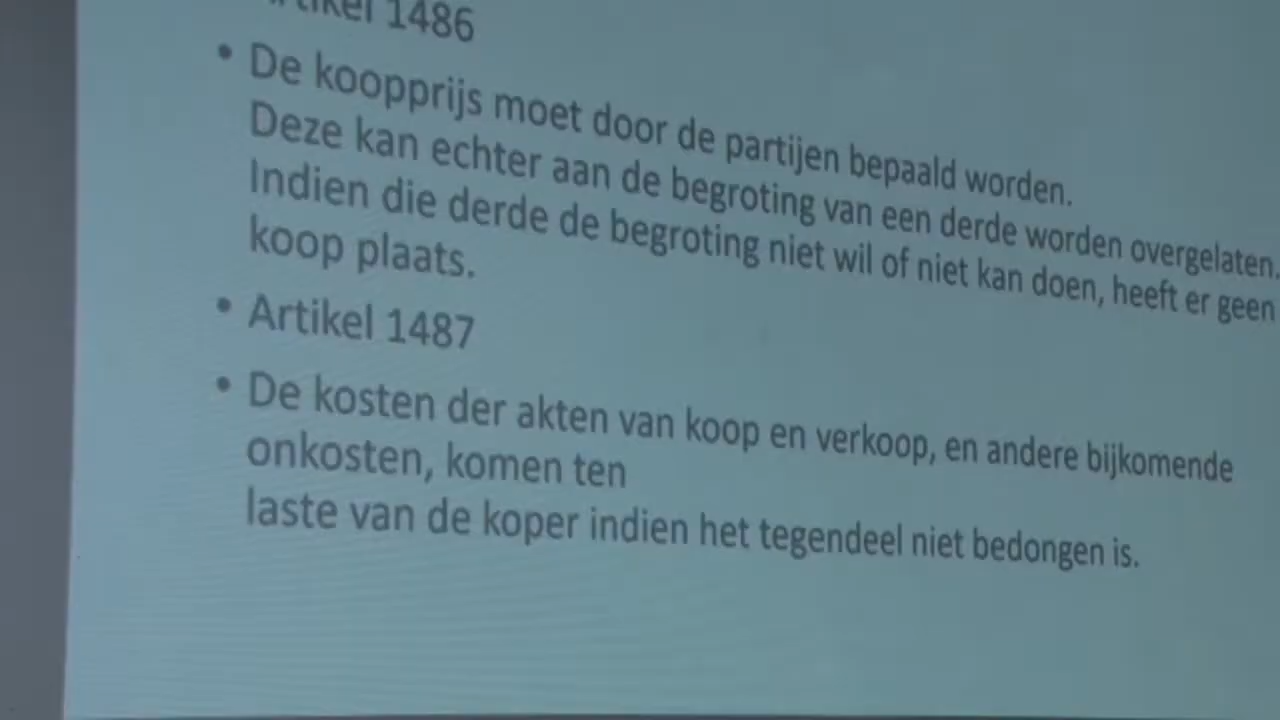 Artikel 1486
• De koopprijs moet door de partijen bepaald worden.
Deze kan echter aan de begroting van een derde worden overgelaten.
Indien die derde de begroting niet wil of niet kan doen, heeft er geen
koop plaats.
• Artikel 1487
• De kosten der akten van koop en verkoop, en andere bijkomende
onkosten, komen ten
laste van de koper indien het tegendeel niet bedongen is.